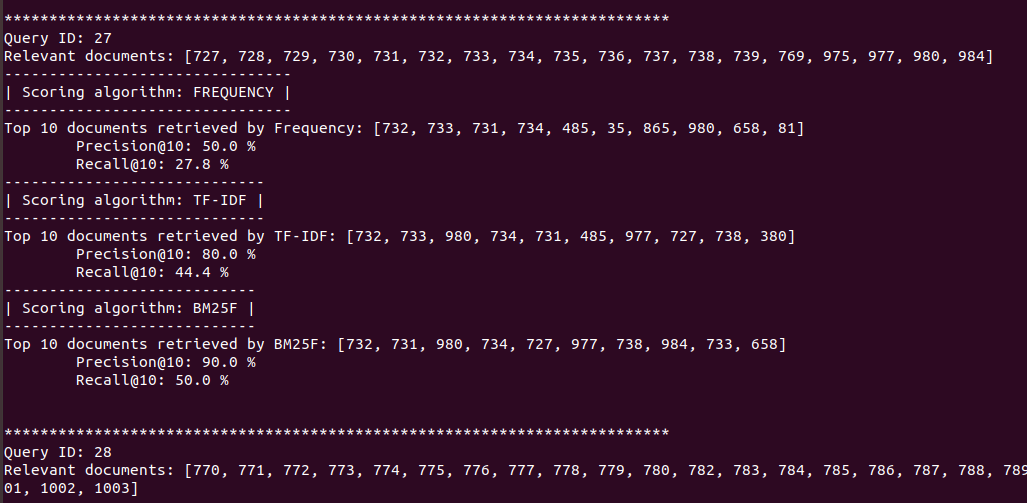 **************************************************************************
Query ID: 27
Relevant documents: [727, 728, 729, 730, 731, 732, 733, 734, 735, 736, 737, 738, 739, 769, 975, 977, 980, 984]
--------------------------------
| Scoring algorithm: FREQUENCY |
--------------------------------
Top 10 documents retrieved by Frequency: [732, 733, 731, 734, 485, 35, 865, 980, 658, 81]
        Precision@10: 50.0 %
        Recall@10: 27.8 %
-----------------------------
| Scoring algorithm: TF-IDF |
-----------------------------
Top 10 documents retrieved by TF-IDF: [732, 733, 980, 734, 731, 485, 977, 727, 738, 380]
        Precision@10: 80.0 %
        Recall@10: 44.4 %
----------------------------
| Scoring algorithm: BM25F |
----------------------------
Top 10 documents retrieved by BM25F: [732, 731, 980, 734, 727, 977, 738, 984, 733, 658]
        Precision@10: 90.0 %
        Recall@10: 50.0 %
**************************************************************************
Query ID: 28
Relevant documents: [770, 771, 772, 773, 774, 775, 776, 777, 778, 779, 780, 782, 783, 784, 785, 786, 787, 788, 789
01, 1002, 1003]